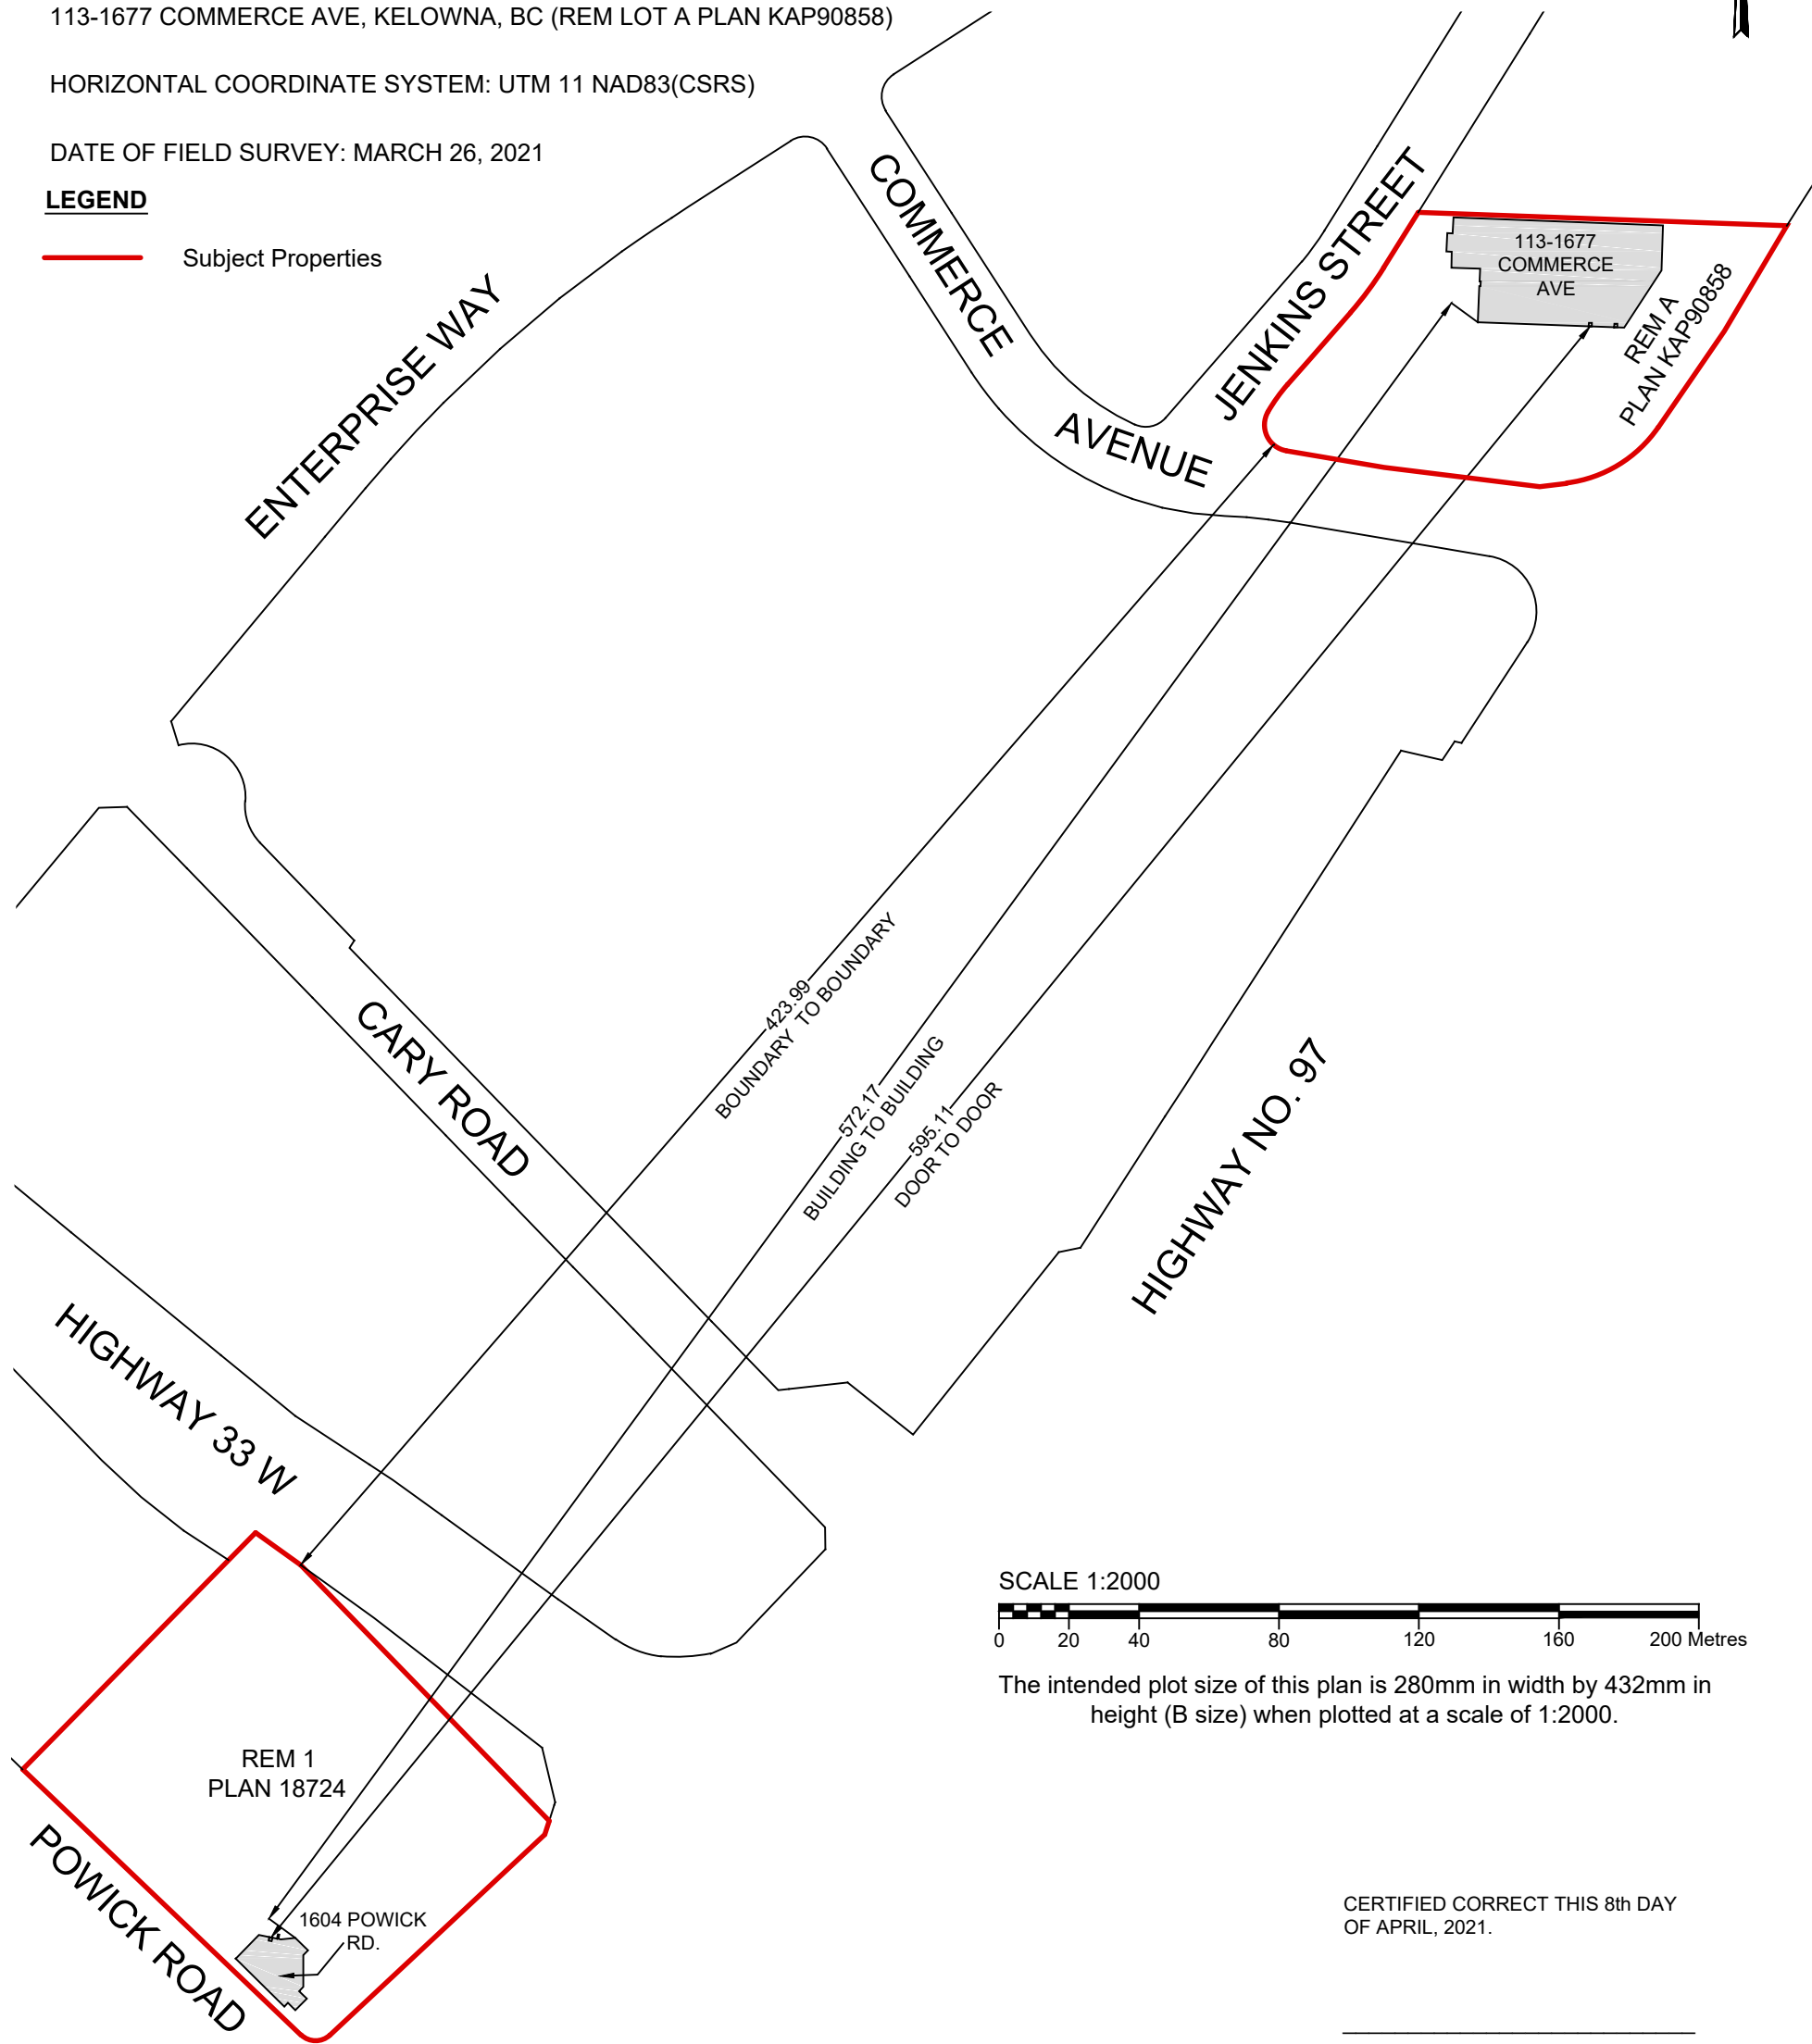 113-1677 COMMERCE AVE, KELOWNA, BC (REM LOT A PLAN KAP90858)
HORIZONTAL COORDINATE SYSTEM: UTM 11 NAD83(CSRS)
DATE OF FIELD SURVEY: MARCH 26, 2021
LEGEND
Subject Properties
COMMERCE
AVENUE
JENKINS STREET
113-1677
COMMERCE
AVE
REM A
PLAN KAP90858
ENTERPRISE WAY
423.99
BOUNDARY TO BOUNDARY
572.17
BUILDING TO BUILDING
595.11
DOOR TO DOOR
CARY ROAD
HIGHWAY NO. 97
HIGHWAY 33 W
SCALE 1:2000
0 20 40 80 120 160 200 Metres
The intended plot size of this plan is 280mm in width by 432mm in
height (B size) when plotted at a scale of 1:2000.
REM 1
PLAN 18724
POWICK ROAD
1604 POWICK
RD.
CERTIFIED CORRECT THIS 8th DAY
OF APRIL, 2021.